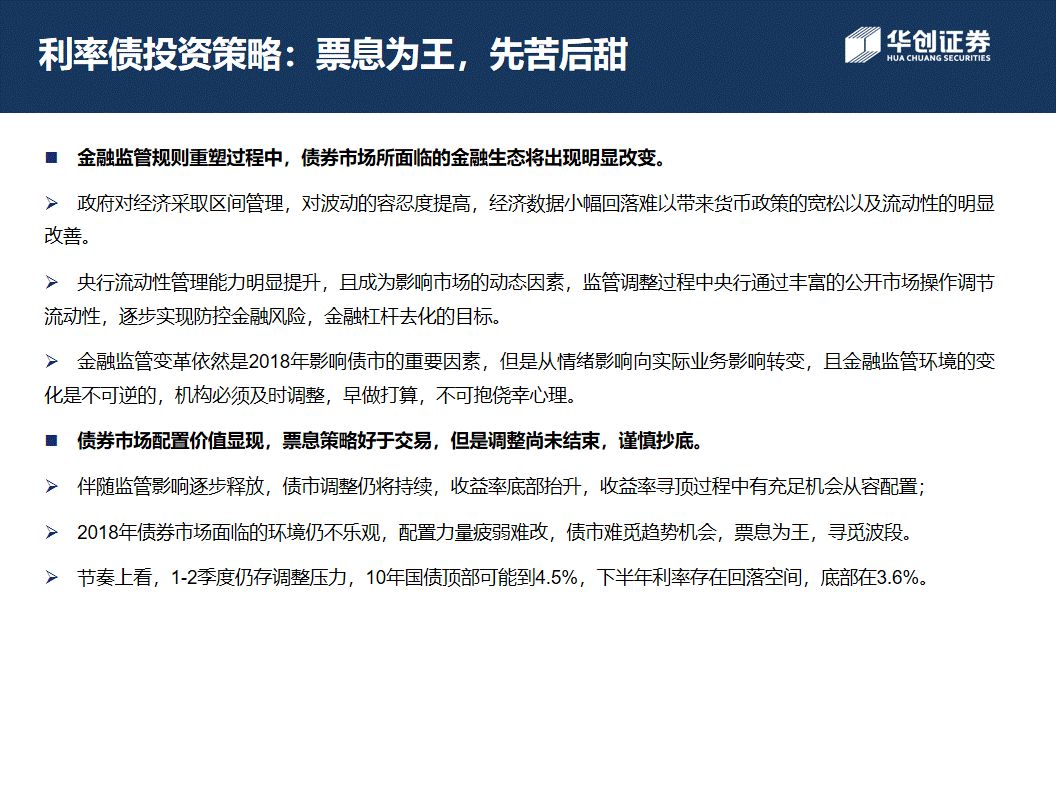 利率债投资策略：票息为王，先苦后甜
华创证券
HUA CHUANG SECURITIES
■ 金融监管规则重塑过程中，债券市场所面临的金融生态将出现明显改变。
➢ 政府对经济采取区间管理，对波动的容忍度提高，经济数据小幅回落难以带来货币政策的宽松以及流动性的明显
改善。
➢ 央行流动性管理能力明显提升，且成为影响市场的动态因素，监管调整过程中央行通过丰富的公开市场操作调节
流动性，逐步实现防控金融风险，金融杠杆去化的目标。
➢ 金融监管变革依然是2018年影响债市的重要因素，但是从情绪影响向实际业务影响转变，且金融监管环境的变
化是不可逆的，机构必须及时调整，早做打算，不可抱侥幸心理。
■ 债券市场配置价值显现，票息策略好于交易，但是调整尚未结束，谨慎抄底。
➢ 伴随监管影响逐步释放，债市调整仍将持续，收益率底部抬升，收益率寻顶过程中有充足机会从容配置；
➢ 2018年债券市场面临的环境仍不乐观，配置力量疲弱难改，债市难觅趋势机会，票息为王，寻觅波段。
➢ 节奏上看，1-2季度仍存调整压力，10年国债顶部可能到4.5%，下半年利率存在回落空间，底部在3.6%。